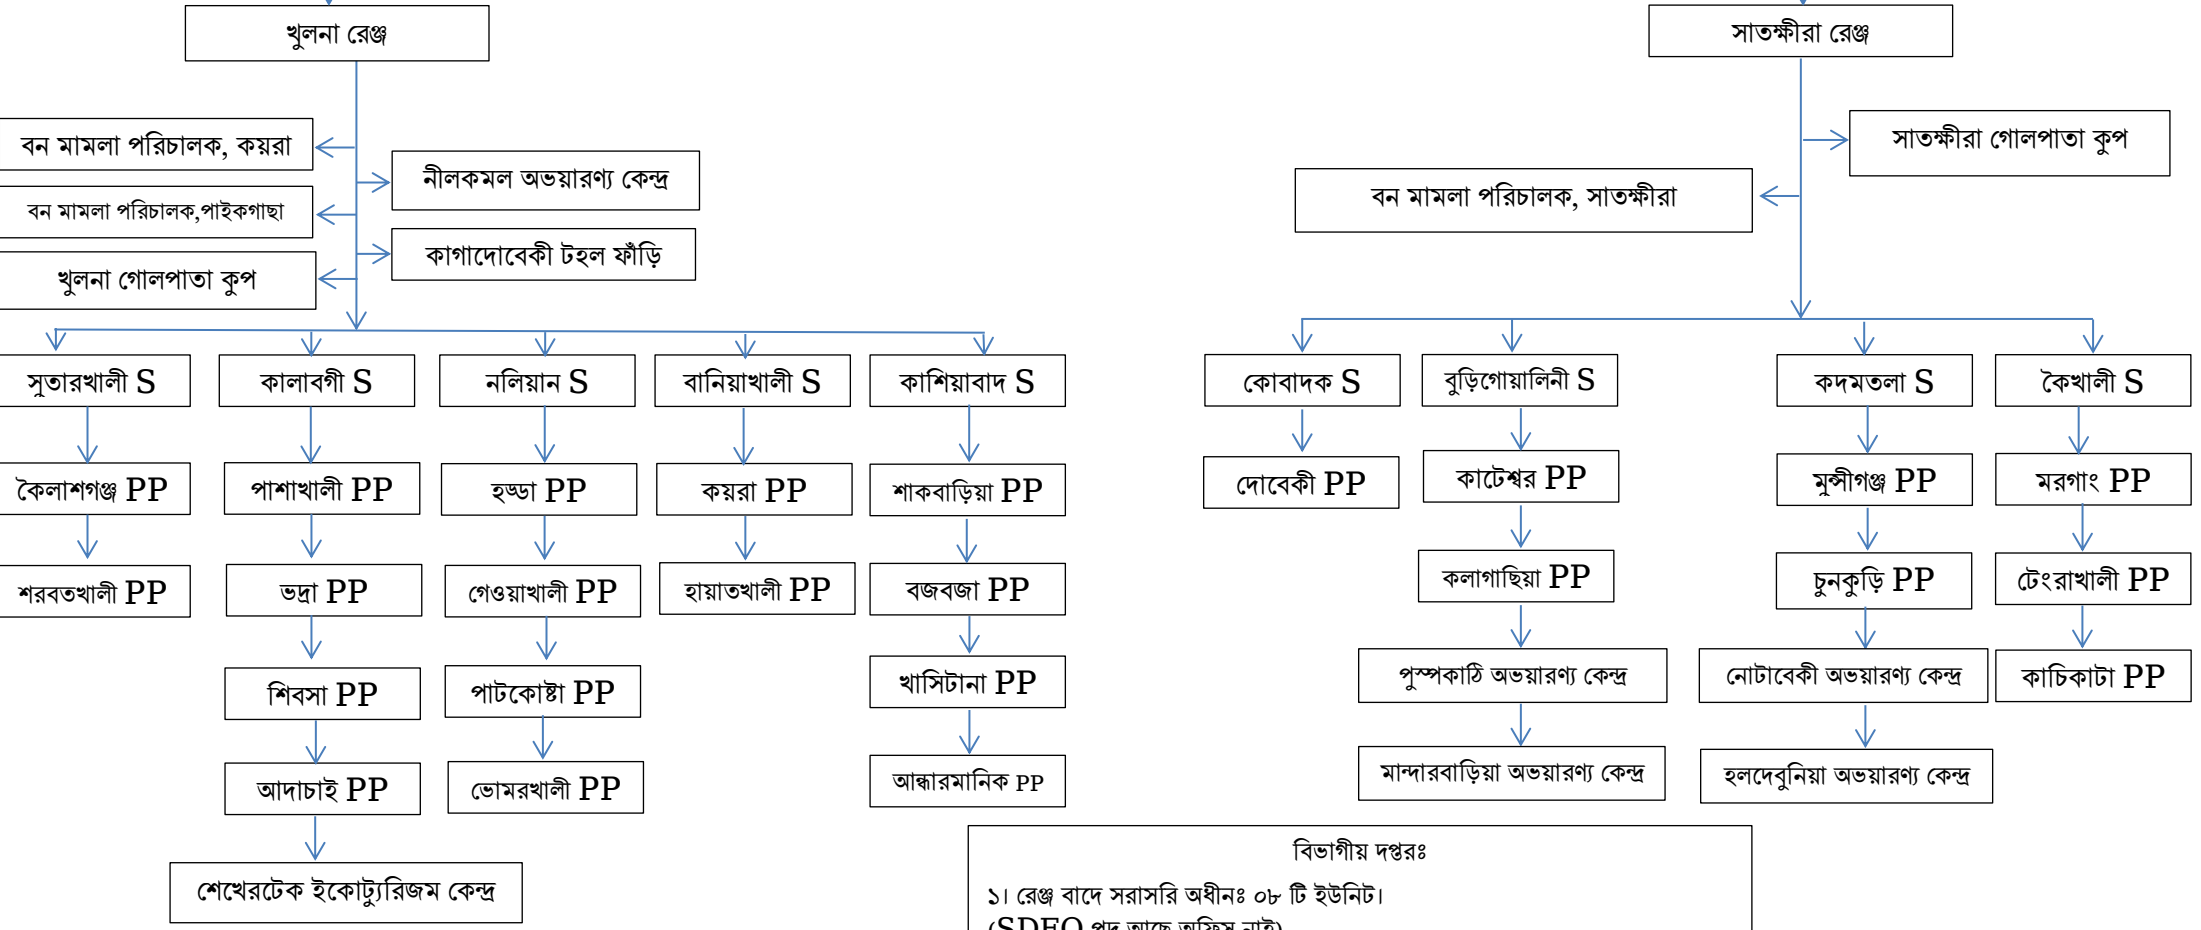 খুলনা রেঞ্জ
সাতক্ষীরা রেঞ্জ
বন মামলা পরিচালক, কয়রা
সাতক্ষীরা গোলপাতা কুপ
নীলকমল অভয়ারণ্য কেন্দ্র
বন মামলা পরিচালক, সাতক্ষীরা
বন মামলা পরিচালক,পাইকগাছা
কাগাদোবেকী টহল ফাঁড়ি
খুলনা গোলপাতা কুপ
সুতারখালী S
কালাবগী S
নলিয়ান S
বানিয়াখালী S
কাশিয়াবাদ S
কোবাদক S
বুড়িগোয়ালিনী S
কদমতলা S
কৈখালী S
কৈলাশগঞ্জ PP
পাশাখালী PP
হড্ডা PP
কয়রা PP
শাকবাড়িয়া PP
দোবেকী PP
কাটেশ্বর PP
মুন্সীগঞ্জ PP
মরগাং PP
শরবতখালী PP
ভদ্রা PP
গেওয়াখালী PP
হায়াতখালী PP
বজবজা PP
কলাগাছিয়া PP
চুনকুড়ি PP
টেংরাখালী PP
শিবসা PP
পাটকোষ্টা PP
খাসিটানা PP
পুস্পকাঠি অভয়ারণ্য কেন্দ্র
নোটাবেকী অভয়ারণ্য কেন্দ্র
কাচিকাটা PP
আদাচাই PP
ভোমরখালী PP
আন্ধারমানিক PP
মান্দারবাড়িয়া অভয়ারণ্য কেন্দ্র
হলদেবুনিয়া অভয়ারণ্য কেন্দ্র
শেখেরটেক ইকোট্যুরিজম কেন্দ্র
বিভাগীয় দপ্তরঃ
১। রেঞ্জ বাদে সরাসরি অধীনঃ ০৮ টি ইউনিট।
(SDFO পদ আছে অফিস নাই)